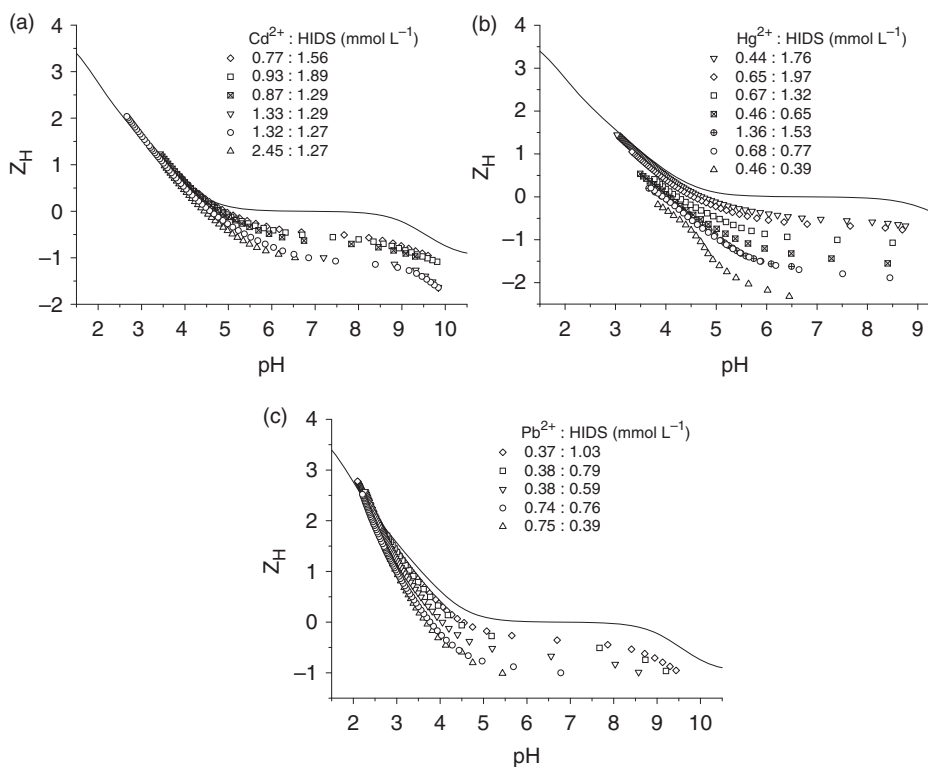 (a)
Cd²⁺ : HIDS (mmol L⁻¹)
0.77 : 1.56
0.93 : 1.89
0.87 : 1.29
1.33 : 1.29
1.32 : 1.27
2.45 : 1.27
4
3
2
1
0
−1
−2
Z_H
2 3 4 5 6 7 8 9 10
pH
(b)
Hg²⁺ : HIDS (mmol L⁻¹)
0.44 : 1.76
0.65 : 1.97
0.67 : 1.32
0.46 : 0.65
1.36 : 1.53
0.68 : 0.77
0.46 : 0.39
4
3
2
1
0
−1
−2
Z_H
2 3 4 5 6 7 8 9
pH
(c)
Pb²⁺ : HIDS (mmol L⁻¹)
0.37 : 1.03
0.38 : 0.79
0.38 : 0.59
0.74 : 0.76
0.75 : 0.39
4
3
2
1
0
−1
Z_H
2 3 4 5 6 7 8 9 10
pH